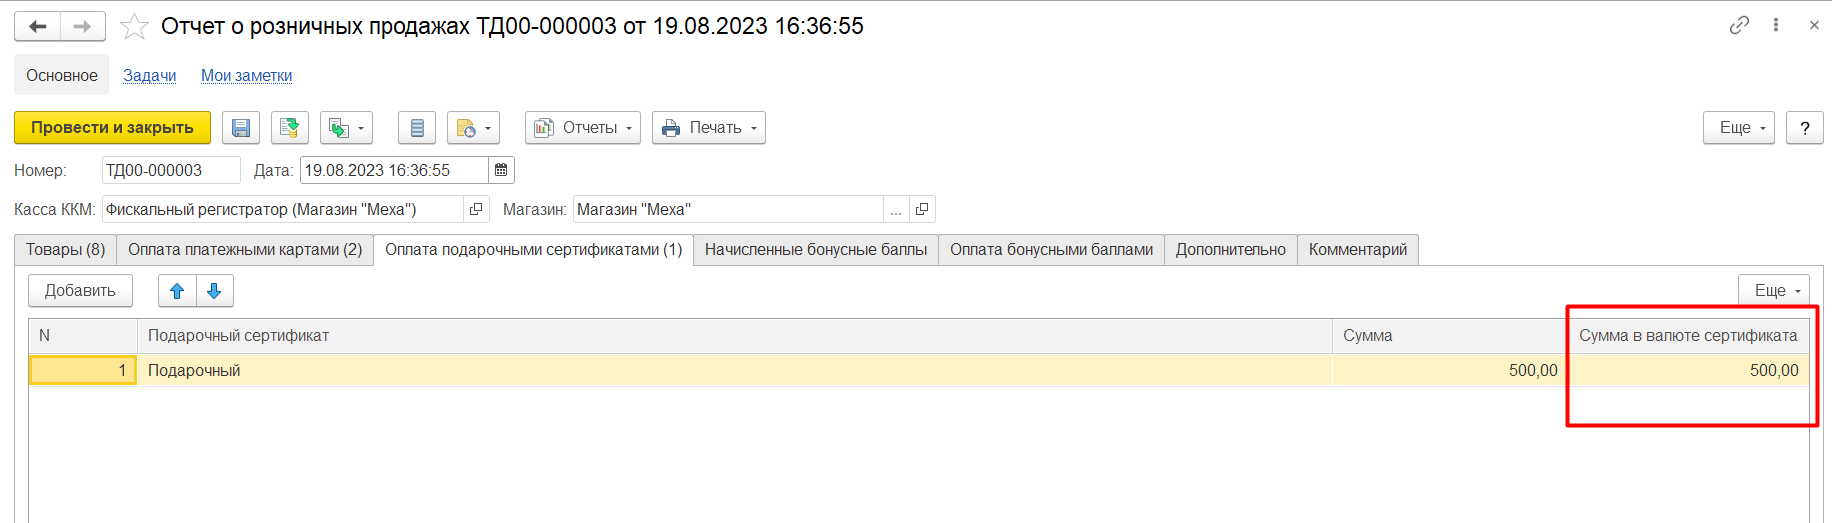 Отчет о розничных продажах ТД00-000003 от 19.08.2023 16:36:55
Основное Задачи Мои заметки
Провести и закрыть Отчеты Печать Еще ?
Номер: ТД00-000003 Дата: 19.08.2023 16:36:55
Касса ККМ: Фискальный регистратор (Магазин "Меха") Магазин: Магазин "Меха" ...
Товары (8) Оплата платежными картами (2) Оплата подарочными сертификатами (1) Начисленные бонусные баллы Оплата бонусными баллами Дополнительно Комментарий
Добавить Еще
N Подарочный сертификат Сумма Сумма в валюте сертификата
1 Подарочный 500,00 500,00